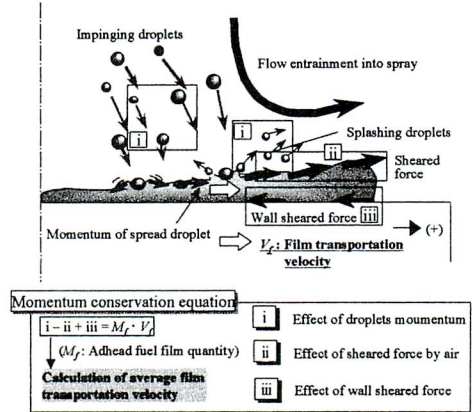 Impinging droplets
Flow entrainment into spray
i
i
Splashing droplets
ii
Sheared
force
Wall sheared force iii
Momentum of spread droplet
(+)
Vf : Film transportation
velocity
Momentum conservation equation
i – ii + iii = Mf · Vf
(Mf: Adhead fuel film quantity)
Calculation of average film
transportation velocity
i Effect of droplets moumentum
ii Effect of sheared force by air
iii Effect of wall sheared force